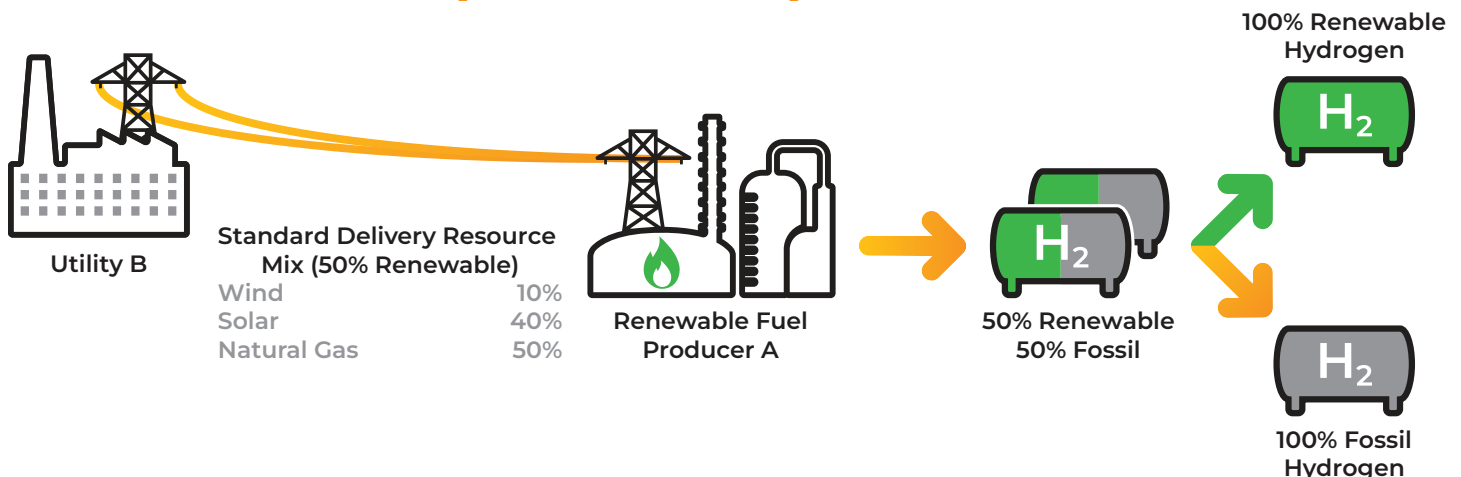 100% Renewable
Hydrogen
H₂
Utility B
Standard Delivery Resource
Mix (50% Renewable)
Wind 10%
Solar 40%
Natural Gas 50%
Renewable Fuel
Producer A
H₂
50% Renewable
50% Fossil
H₂
100% Fossil
Hydrogen